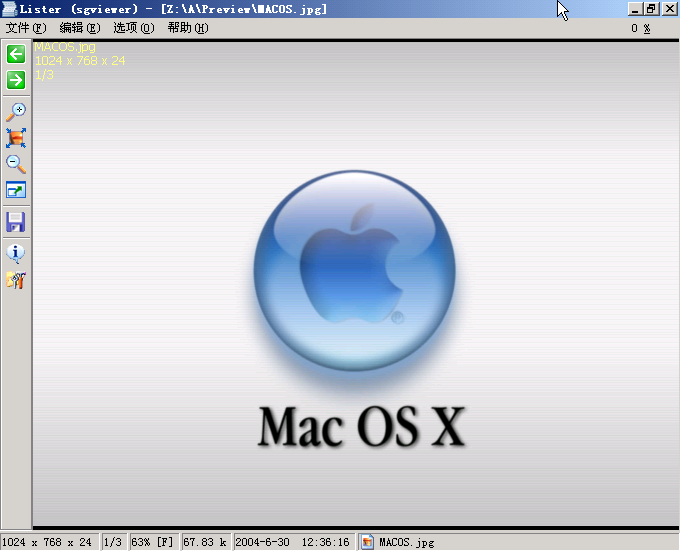 Lister (sgviewer) - [Z:\A\Preview\MACOS.jpg]
文件(F) 编辑(E) 选项(O) 帮助(H) 0 %
MACOS.jpg
1024 x 768 x 24
1/3
Mac OS X
1024 x 768 x 24 1/3 63% [F] 67.83 k 2004-6-30 12:36:16 MACOS.jpg